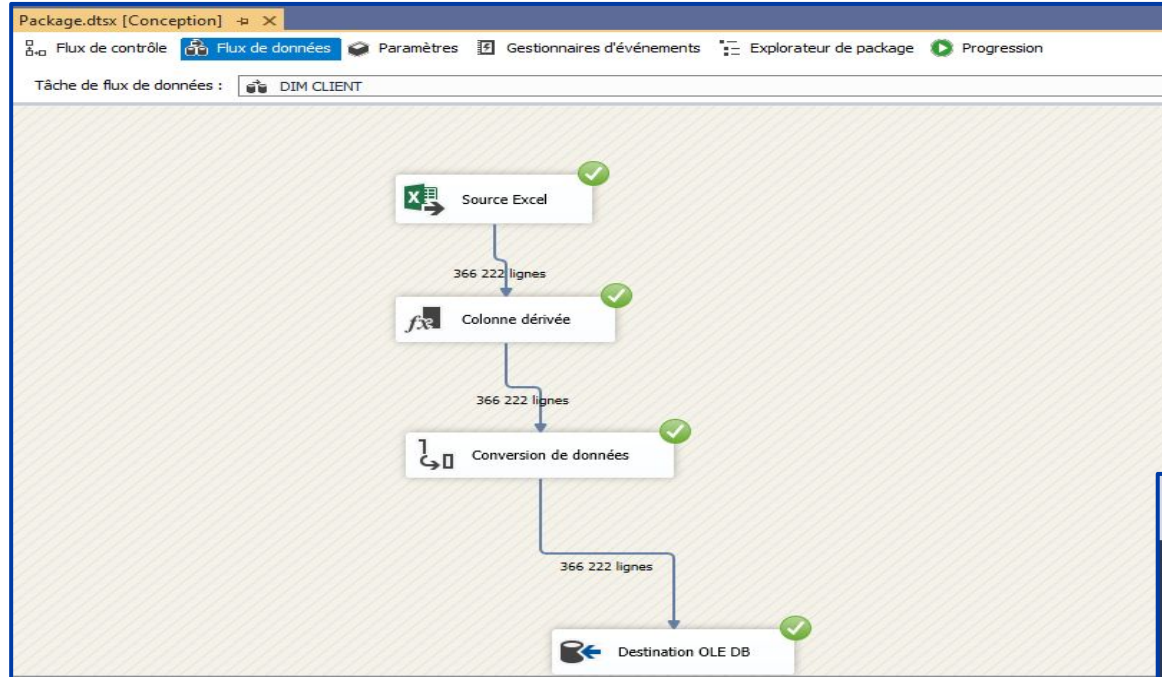 Package.dtsx [Conception]
Flux de contrôle Flux de données Paramètres Gestionnaires d'événements Explorateur de package Progression
Tâche de flux de données : DIM CLIENT
Source Excel
366 222 lignes
Colonne dérivée
366 222 lignes
Conversion de données
366 222 lignes
Destination OLE DB